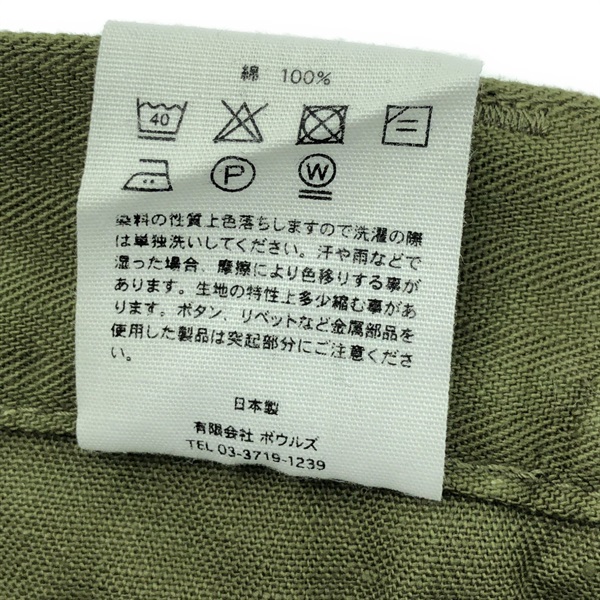 綿 100%
40
P
W
染料の性質上色落ちしますので洗濯の際
は単独洗いしてください。汗や雨などで
湿った場合、摩擦により色移りする事が
あります。生地の特性上多少縮む事があ
ります。ボタン、リベットなど金属部品を
使用した製品は突起部分にご注意くださ
い。
日本製
有限会社 ボウルズ
TEL 03-3719-1239